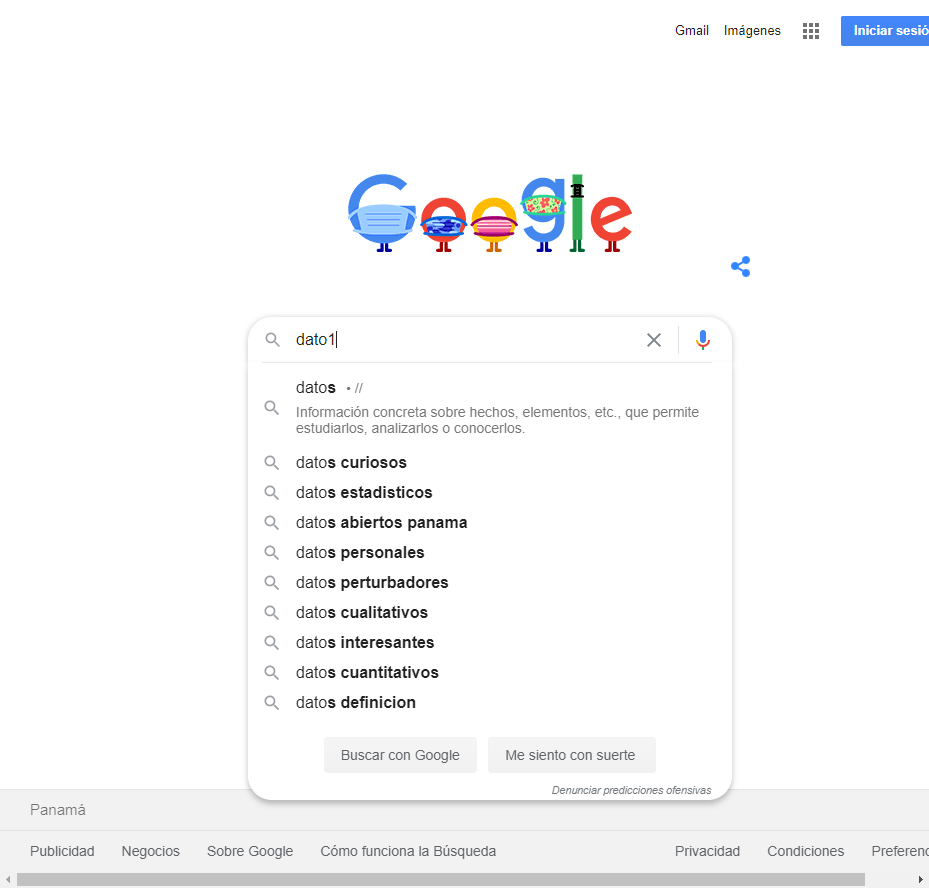 Gmail Imágenes Iniciar sesió
Google
dato1
datos • //
Información concreta sobre hechos, elementos, etc., que permite
estudiarlos, analizarlos o conocerlos.
datos curiosos
datos estadisticos
datos abiertos panama
datos personales
datos perturbadores
datos cualitativos
datos interesantes
datos cuantitativos
datos definicion
Buscar con Google Me siento con suerte
Denunciar predicciones ofensivas
Panamá
Publicidad Negocios Sobre Google Cómo funciona la Búsqueda Privacidad Condiciones Preferenc